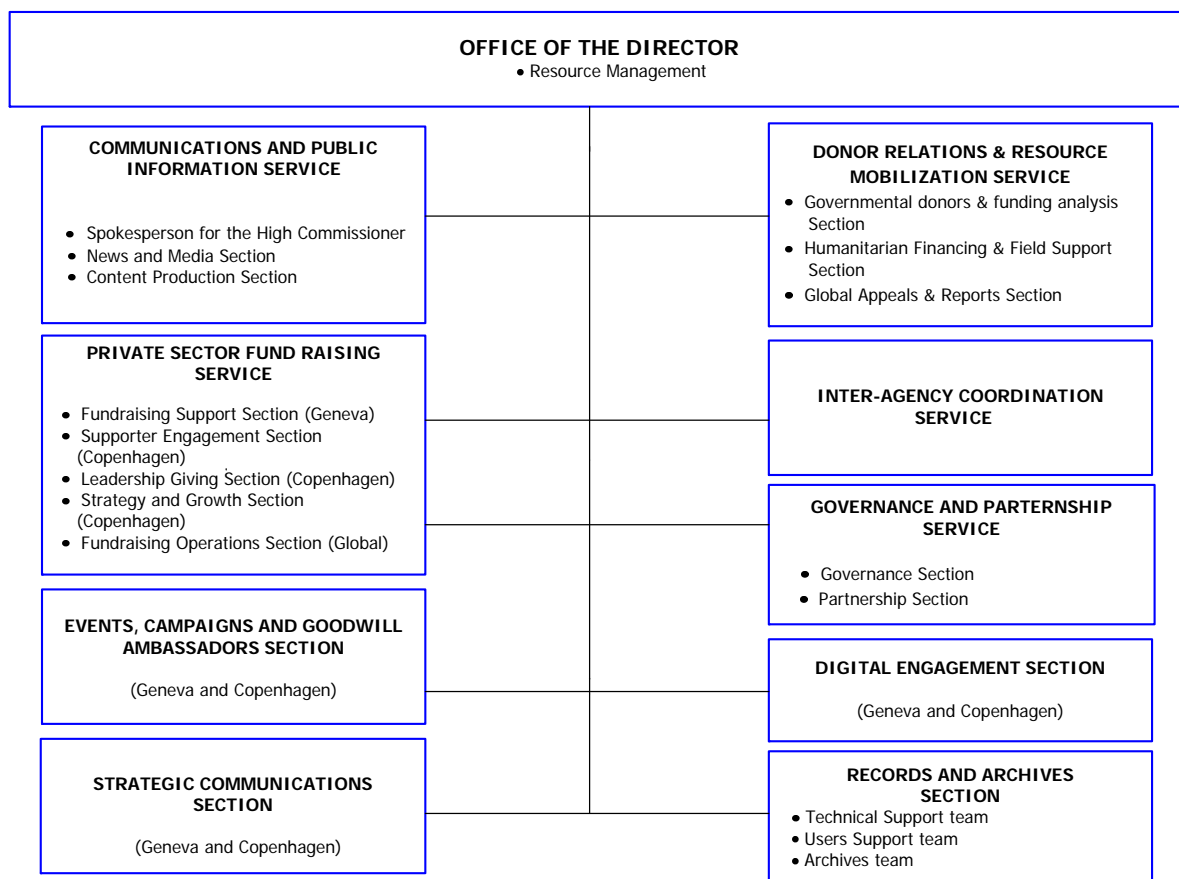 OFFICE OF THE DIRECTOR
• Resource Management
COMMUNICATIONS AND PUBLIC
INFORMATION SERVICE
• Spokesperson for the High Commissioner
• News and Media Section
• Content Production Section
PRIVATE SECTOR FUND RAISING
SERVICE
• Fundraising Support Section (Geneva)
• Supporter Engagement Section
(Copenhagen)
• Leadership Giving Section (Copenhagen)
• Strategy and Growth Section
(Copenhagen)
• Fundraising Operations Section (Global)
EVENTS, CAMPAIGNS AND GOODWILL
AMBASSADORS SECTION
(Geneva and Copenhagen)
STRATEGIC COMMUNICATIONS
SECTION
(Geneva and Copenhagen)
DONOR RELATIONS & RESOURCE
MOBILIZATION SERVICE
• Governmental donors & funding analysis
Section
• Humanitarian Financing & Field Support
Section
• Global Appeals & Reports Section
INTER-AGENCY COORDINATION
SERVICE
GOVERNANCE AND PARTERNSHIP
SERVICE
• Governance Section
• Partnership Section
DIGITAL ENGAGEMENT SECTION
(Geneva and Copenhagen)
RECORDS AND ARCHIVES
SECTION
• Technical Support team
• Users Support team
• Archives team